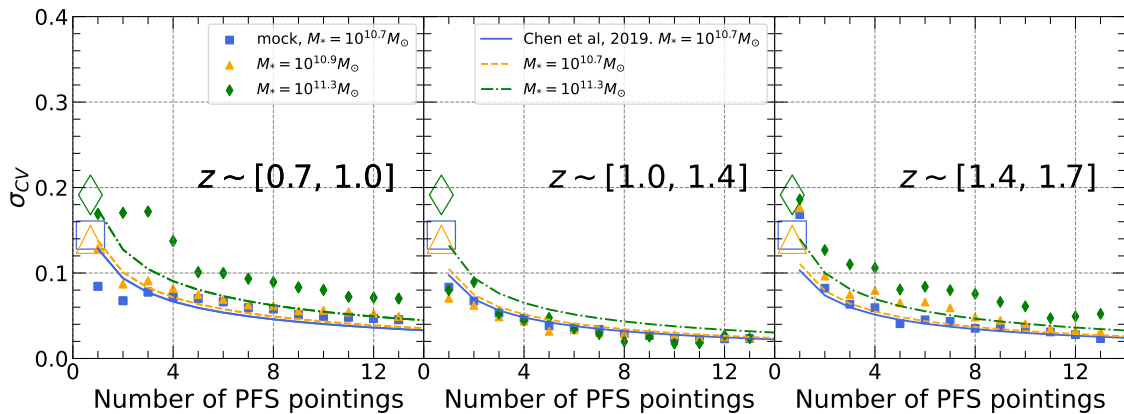 0.4
0.3
0.2
0.1
0.0
σCV
mock, M* = 10^10.7 M⊙
M* = 10^10.9 M⊙
M* = 10^11.3 M⊙
Chen et al, 2019. M* = 10^10.7 M⊙
M* = 10^10.7 M⊙
M* = 10^11.3 M⊙
z ~ [0.7, 1.0]
z ~ [1.0, 1.4]
z ~ [1.4, 1.7]
0 4 8 12
0 4 8 12
0 4 8 12
Number of PFS pointings
Number of PFS pointings
Number of PFS pointings